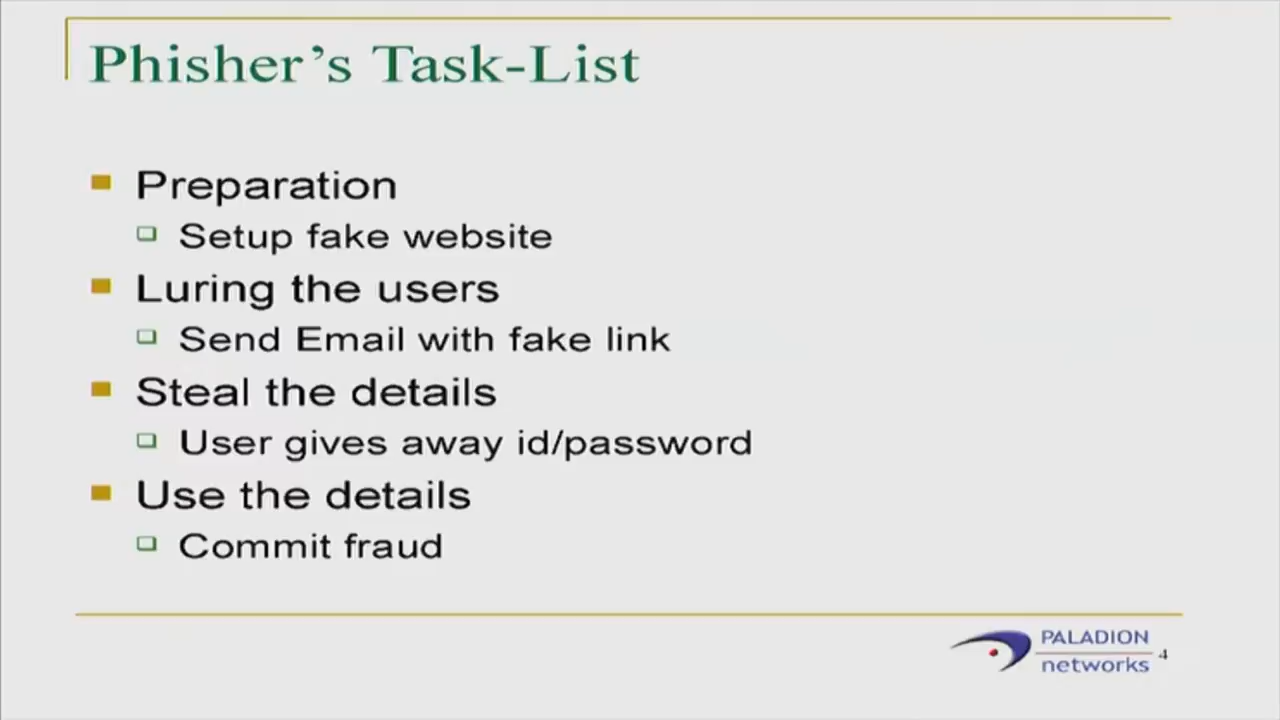 Phisher's Task-List
Preparation
Setup fake website
Luring the users
Send Email with fake link
Steal the details
User gives away id/password
Use the details
Commit fraud
PALADION
networks
4